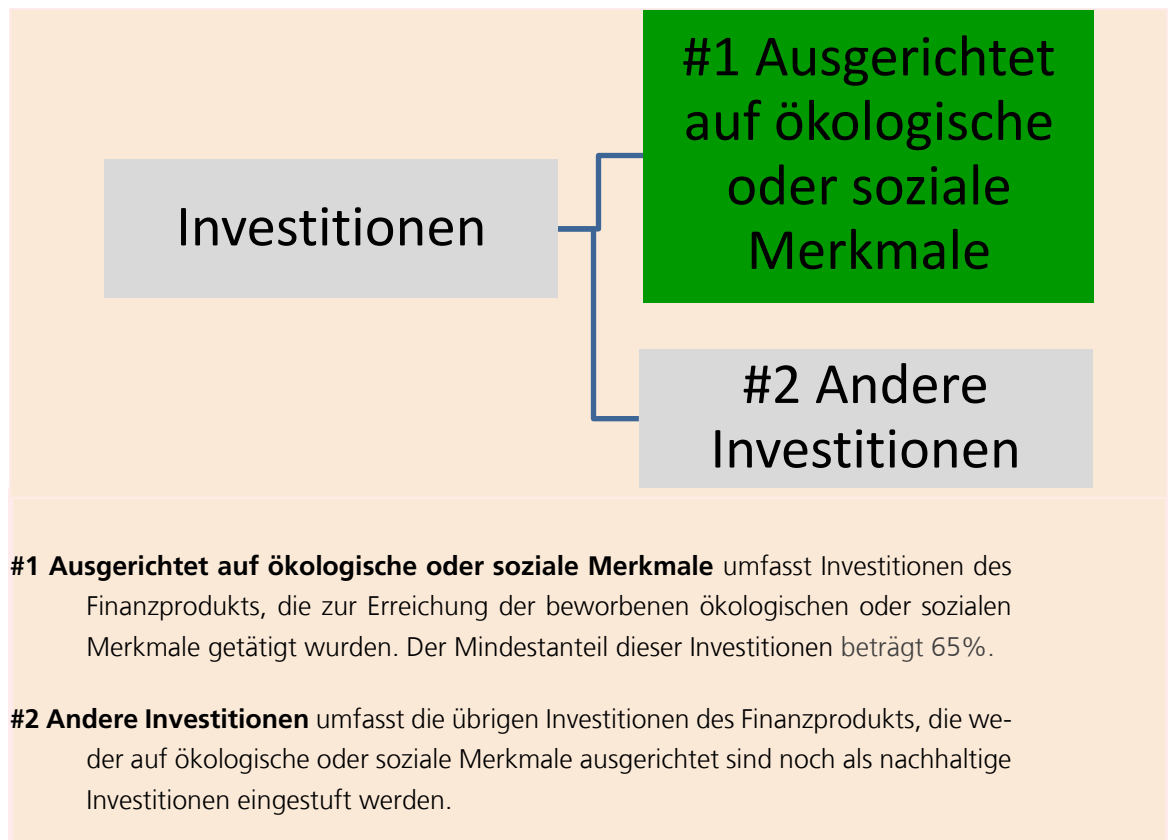 #1 Ausgerichtet
auf ökologische
oder soziale
Merkmale
Investitionen
#2 Andere
Investitionen
#1 Ausgerichtet auf ökologische oder soziale Merkmale umfasst Investitionen des
Finanzprodukts, die zur Erreichung der beworbenen ökologischen oder sozialen
Merkmale getätigt wurden. Der Mindestanteil dieser Investitionen beträgt 65%.
#2 Andere Investitionen umfasst die übrigen Investitionen des Finanzprodukts, die we-
der auf ökologische oder soziale Merkmale ausgerichtet sind noch als nachhaltige
Investitionen eingestuft werden.